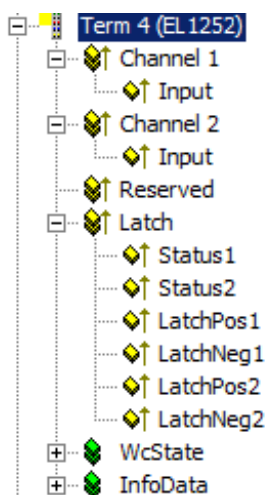 Term 4 (EL1252)
Channel 1
Input
Channel 2
Input
Reserved
Latch
Status1
Status2
LatchPos1
LatchNeg1
LatchPos2
LatchNeg2
WcState
InfoData